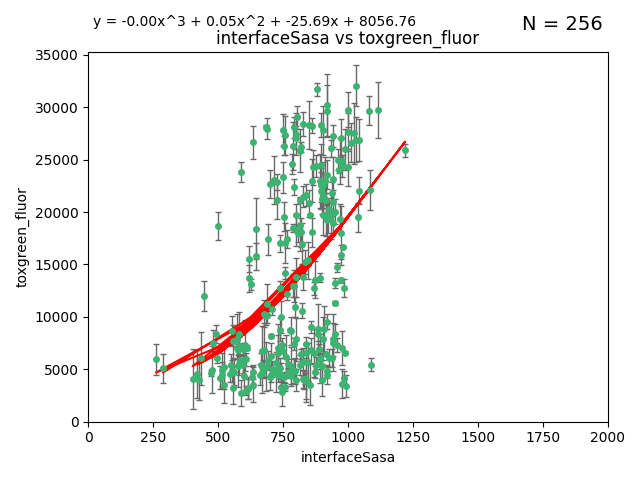 y = -0.00x^3 + 0.05x^2 + -25.69x + 8056.76
N = 256
interfaceSasa vs toxgreen_fluor
35000
30000
25000
20000
15000
10000
5000
0
toxgreen_fluor
0 250 500 750 1000 1250 1500 1750 2000
interfaceSasa